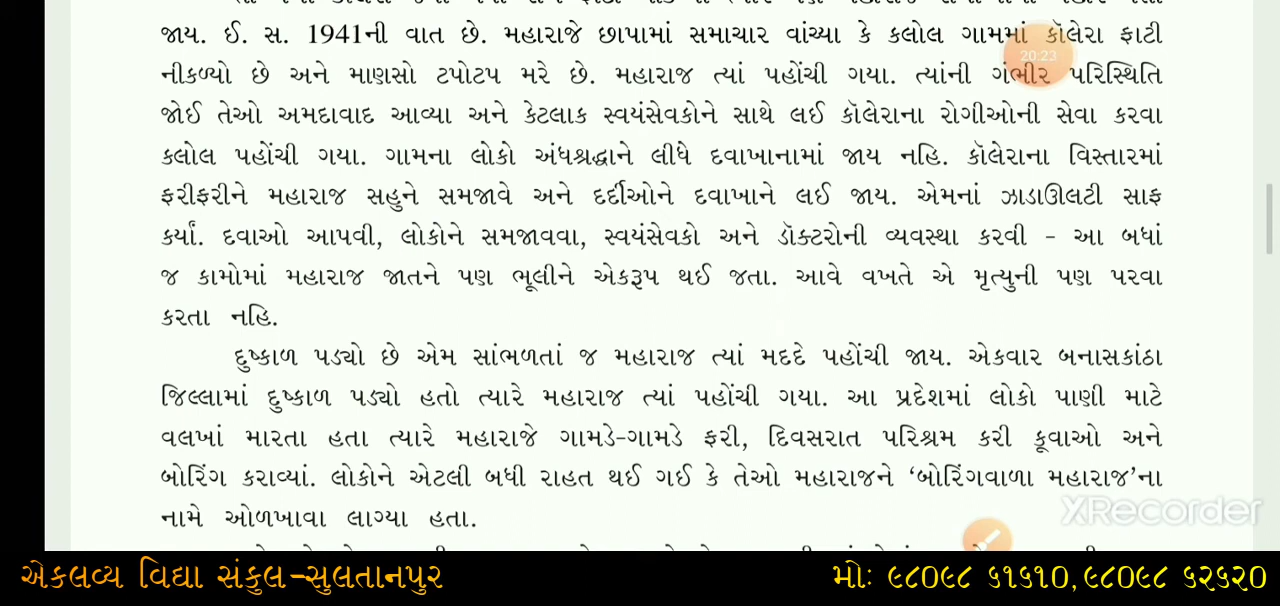 જાય. ઈ. સ. 1941ની વાત છે. મહારાજે છાપામાં સમાચાર વાંચ્યા કે કલોલ ગામમાં કૉલેરા ફાટી
20:23
નીકળ્યો છે અને માણસો ટપોટપ મરે છે. મહારાજ ત્યાં પહોંચી ગયા. ત્યાંની ગંભીર પરિસ્થિતિ
જોઈ તેઓ અમદાવાદ આવ્યા અને કેટલાક સ્વયંસેવકોને સાથે લઈ કૉલેરાના રોગીઓની સેવા કરવા
કલોલ પહોંચી ગયા. ગામના લોકો અંધશ્રદ્ધાને લીધે દવાખાનામાં જાય નહિ. કૉલેરાના વિસ્તારમાં
ફરીફરીને મહારાજ સહુને સમજાવે અને દર્દીઓને દવાખાને લઈ જાય. એમનાં ઝાડાઊલટી સાફ
કર્યાં. દવાઓ આપવી, લોકોને સમજાવવા, સ્વયંસેવકો અને ડૉક્ટરોની વ્યવસ્થા કરવી - આ બધાં
જ કામોમાં મહારાજ જાતને પણ ભૂલીને એકરૂપ થઈ જતા. આવે વખતે એ મૃત્યુની પણ પરવા
કરતા નહિ.
દુષ્કાળ પડ્યો છે એમ સાંભળતાં જ મહારાજ ત્યાં મદદે પહોંચી જાય. એકવાર બનાસકાંઠા
જિલ્લામાં દુષ્કાળ પડ્યો હતો ત્યારે મહારાજ ત્યાં પહોંચી ગયા. આ પ્રદેશમાં લોકો પાણી માટે
વલખાં મારતા હતા ત્યારે મહારાજે ગામડે-ગામડે ફરી, દિવસરાત પરિશ્રમ કરી કૂવાઓ અને
બોરિંગ કરાવ્યાં. લોકોને એટલી બધી રાહત થઈ ગઈ કે તેઓ મહારાજને ‘બોરિંગવાળા મહારાજ’ના
નામે ઓળખાવા લાગ્યા હતા.
XRecorder
એકલવ્ય વિદ્યા સંકુલ-સુલતાનપુર
મોઃ ૯૮૦૯૮ ૬૧૬૧૦,૯૮૦૯૮ ૬૨૬૨૦